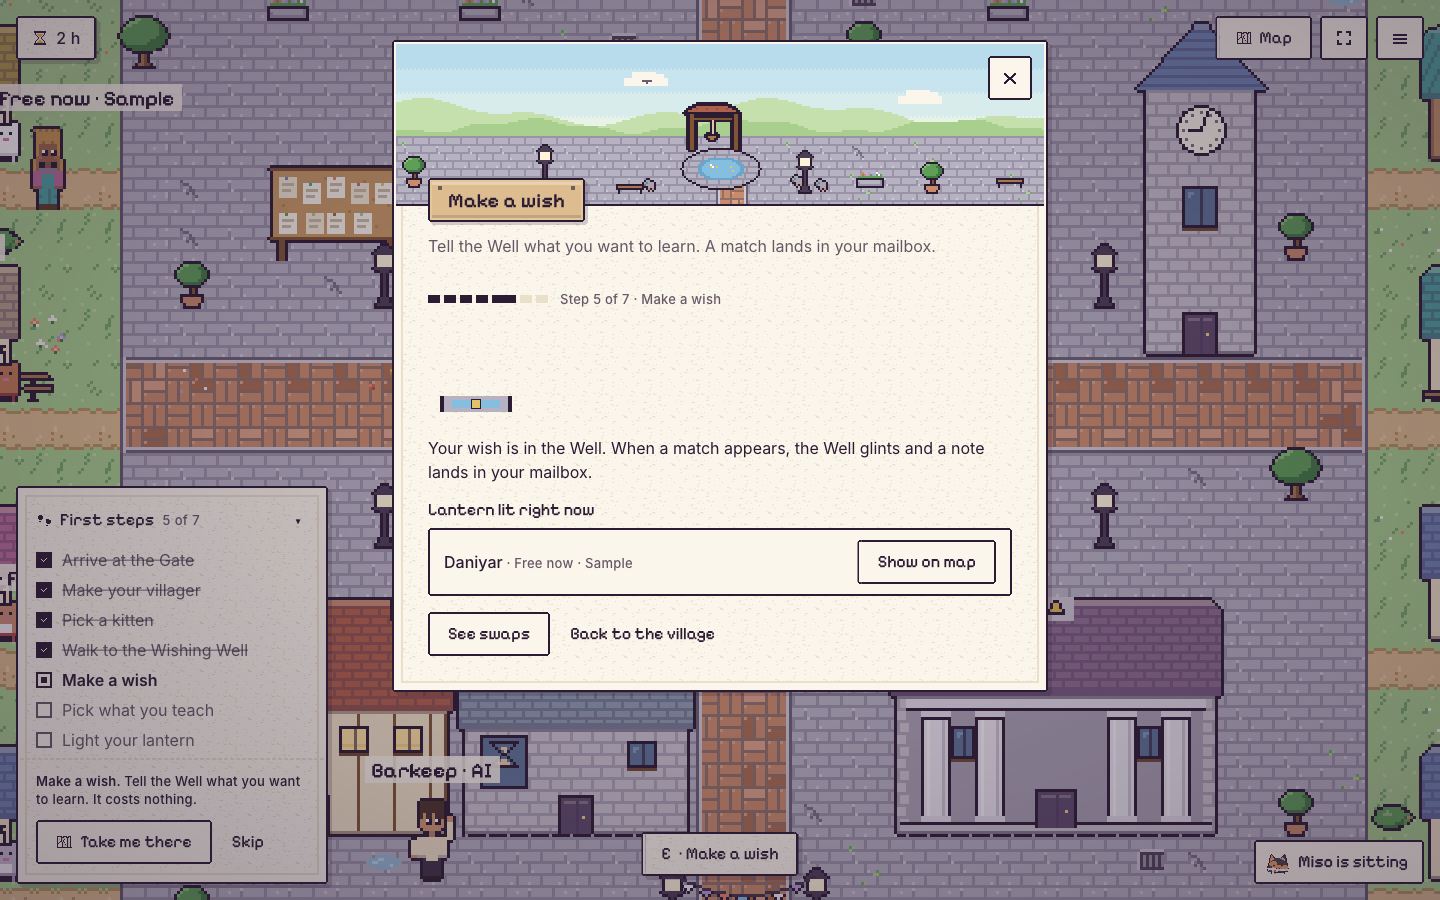 2 h
Map
Free now · Sample
Make a wish
Tell the Well what you want to learn. A match lands in your mailbox.
Step 5 of 7 · Make a wish
Your wish is in the Well. When a match appears, the Well glints and a note
lands in your mailbox.
Lantern lit right now
Daniyar · Free now · Sample
Show on map
See swaps
Back to the village
First steps 5 of 7
Arrive at the Gate
Make your villager
Pick a kitten
Walk to the Wishing Well
Make a wish
Pick what you teach
Light your lantern
Make a wish. Tell the Well what you want
to learn. It costs nothing.
Take me there
Skip
Barkeep · AI
E · Make a wish
Miso is sitting